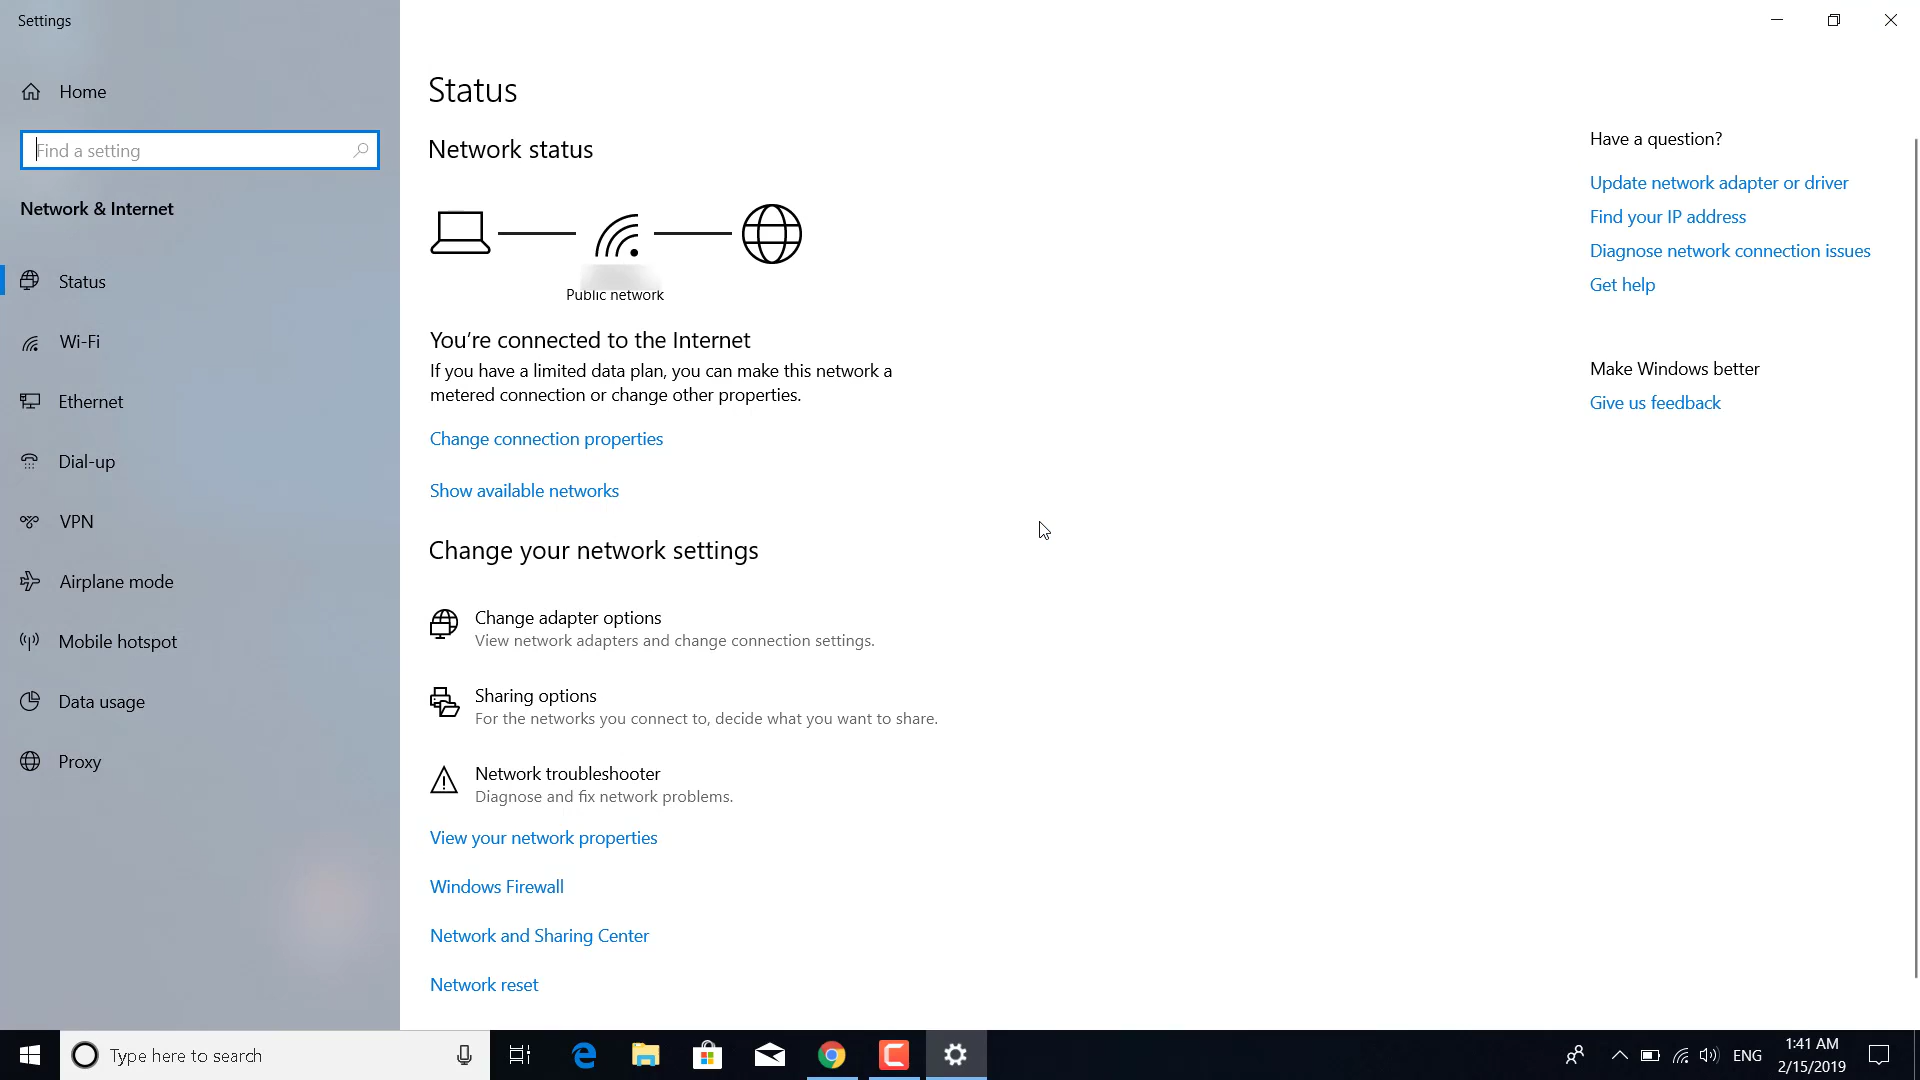 Settings
Home
Find a setting
Network & Internet
Status
Wi-Fi
Ethernet
Dial-up
VPN
Airplane mode
Mobile hotspot
Data usage
Proxy
Status
Network status
Public network
You’re connected to the Internet
If you have a limited data plan, you can make this network a
metered connection or change other properties.
Change connection properties
Show available networks
Change your network settings
Change adapter options
View network adapters and change connection settings.
Sharing options
For the networks you connect to, decide what you want to share.
Network troubleshooter
Diagnose and fix network problems.
View your network properties
Windows Firewall
Network and Sharing Center
Network reset
Have a question?
Update network adapter or driver
Find your IP address
Diagnose network connection issues
Get help
Make Windows better
Give us feedback
Type here to search
ENG
1:41 AM
2/15/2019